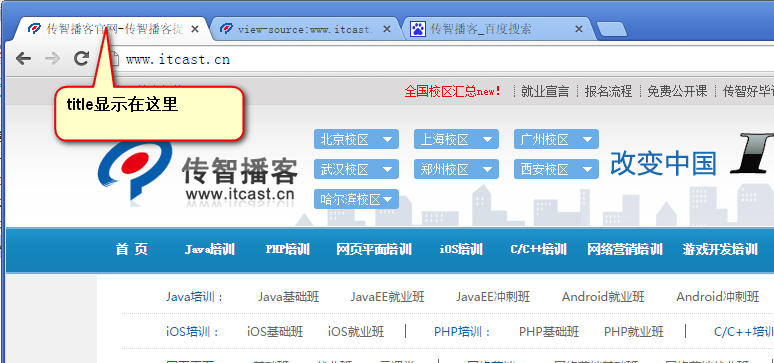 传智播客官网-传智播客提
view-source:www.itcast.cn
传智播客_百度搜索
www.itcast.cn
title显示在这里
全国校区汇总new! 就业宣言 报名流程 免费公开课 传智好毕
传智播客
www.itcast.cn
北京校区 上海校区 广州校区
武汉校区 郑州校区 西安校区
哈尔滨校区
改变中国
首 页 Java培训 PHP培训 网页平面培训 iOS培训 C/C++培训 网络营销培训 游戏开发培训
Java培训： Java基础班 JavaEE就业班 JavaEE冲刺班 Android就业班 Android冲刺班
iOS培训： iOS基础班 iOS就业班 PHP培训： PHP基础班 PHP就业班 C/C++培训